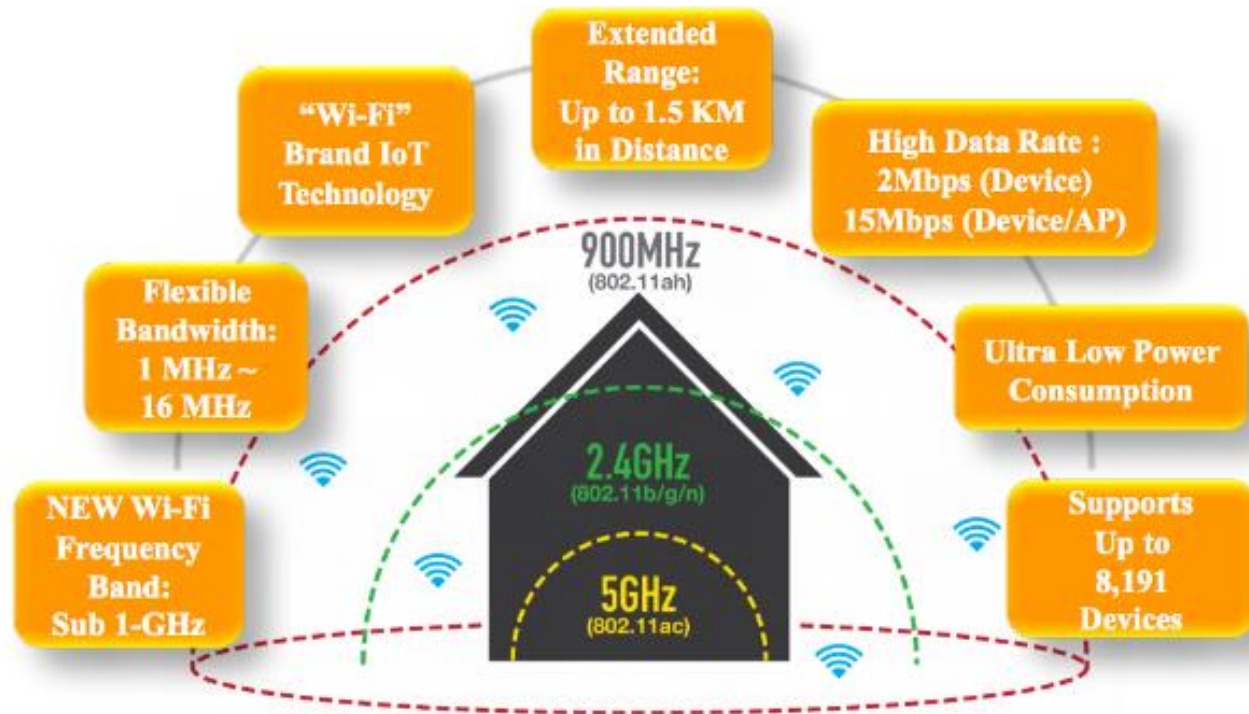 Extended
Range:
Up to 1.5 KM
in Distance
“Wi-Fi”
Brand IoT
Technology
High Data Rate :
2Mbps (Device)
15Mbps (Device/AP)
900MHz
(802.11ah)
Flexible
Bandwidth:
1 MHz ~
16 MHz
Ultra Low Power
Consumption
2.4GHz
(802.11b/g/n)
NEW Wi-Fi
Frequency
Band:
Sub 1-GHz
Supports
Up to
8,191
Devices
5GHz
(802.11ac)